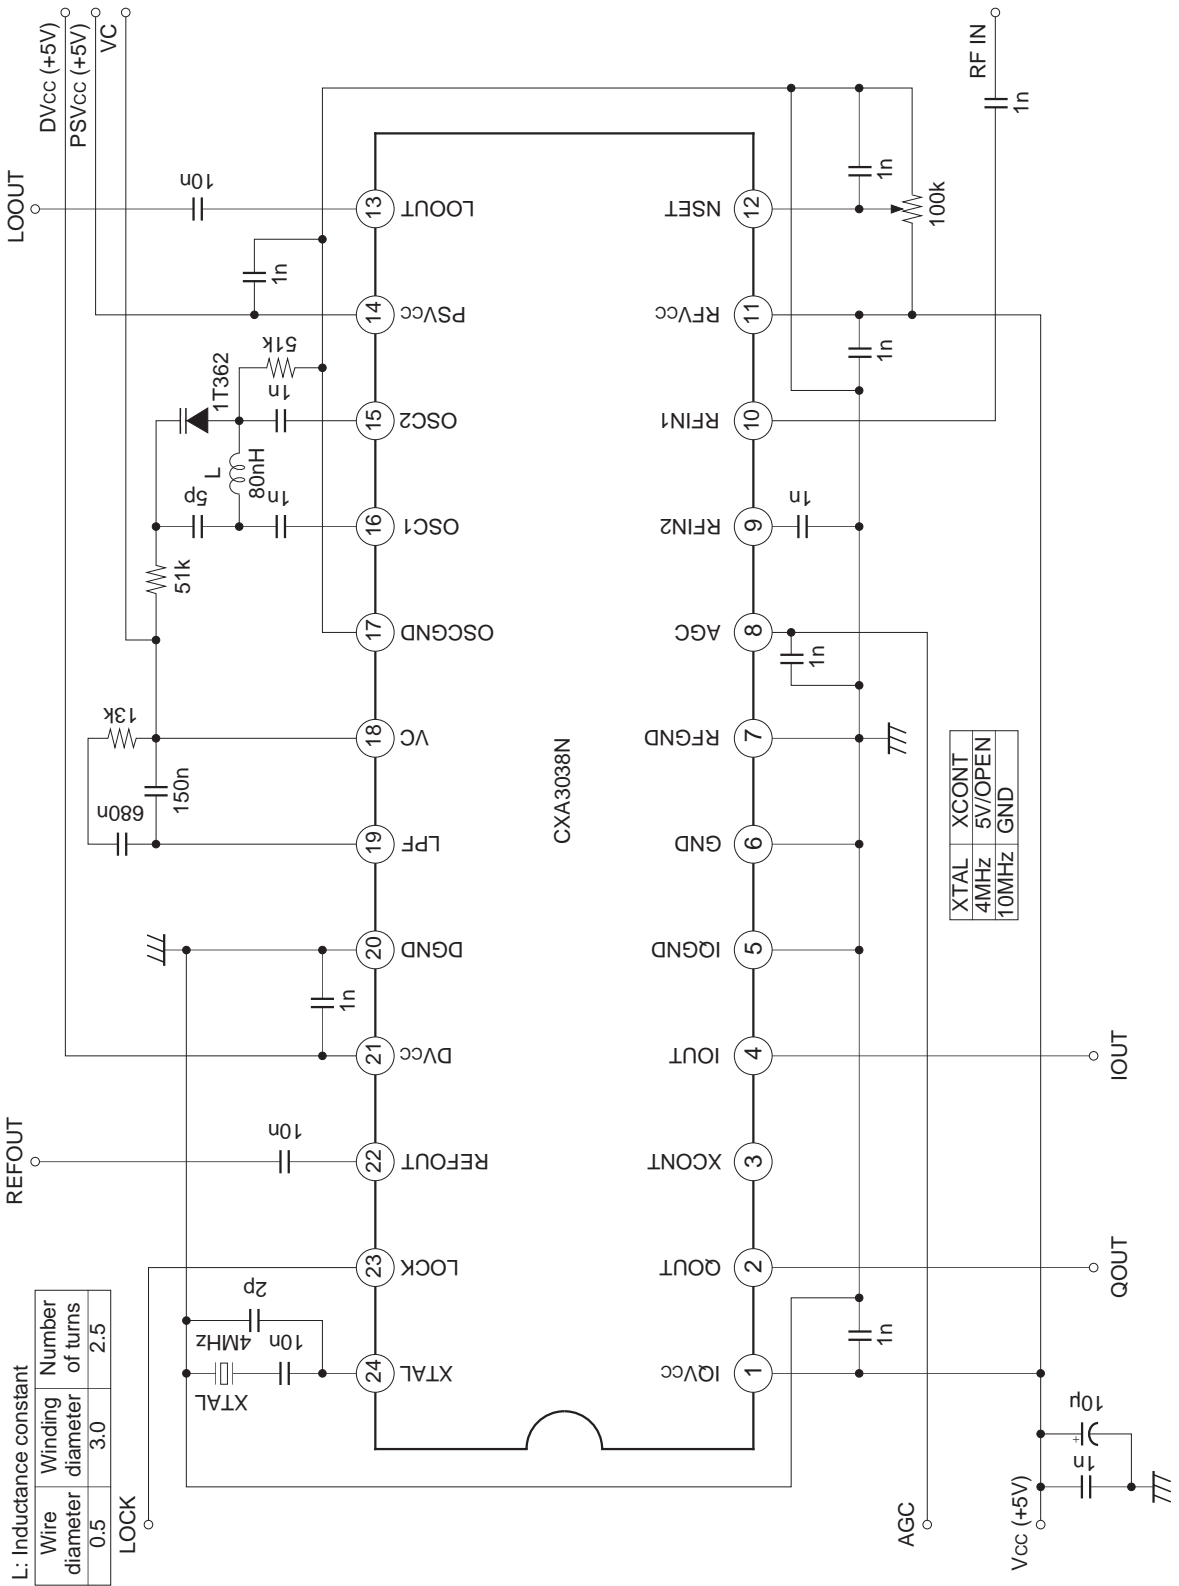 DVCC (+5V)
PSVCC (+5V)
VC
LOOUT
10n
1n
51k
1T362
1n
L
80nH
5p
1n
51k
13k
680n
150n
1n
REFOUT
10n
2p
4MHz
10n
XTAL
LOCK
L: Inductance constant
Wire diameter
Winding diameter
Number of turns
0.5
3.0
2.5
13
LOOUT
14
PSVCC
15
OSC2
16
OSC1
17
OSCGND
18
VC
19
LPF
20
DGND
21
DVCC
22
REFOUT
23
LOCK
24
XTAL
CXA3038N
NSET
12
RFVCC
11
RFIN1
10
RFIN2
9
AGC
8
RFGND
7
GND
6
IQGND
5
IOUT
4
XCONT
3
QOUT
2
IQVCC
1
RF IN
1n
1n
100k
1n
1n
1n
1n
XTAL
XCONT
4MHz
5V/OPEN
10MHz
GND
IOUT
QOUT
AGC
VCC (+5V)
1n
+
10µ